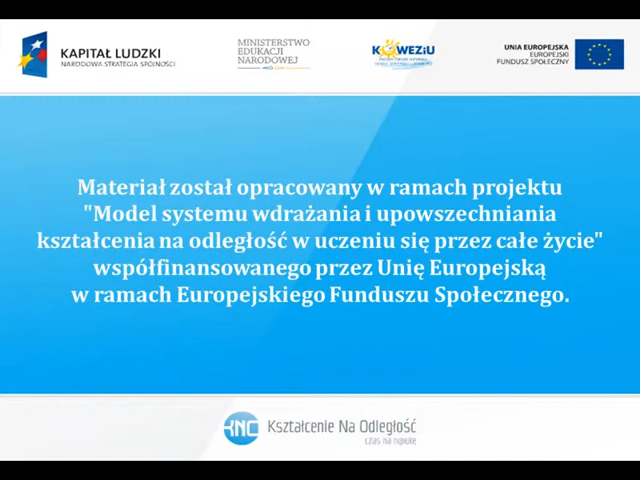 KAPITAŁ LUDZKI
NARODOWA STRATEGIA SPÓJNOŚCI
MINISTERSTWO
EDUKACJI
NARODOWEJ
KOWEZiU
UNIA EUROPEJSKA
EUROPEJSKI
FUNDUSZ SPOŁECZNY
Materiał został opracowany w ramach projektu
"Model systemu wdrażania i upowszechniania
kształcenia na odległość w uczeniu się przez całe życie"
współfinansowanego przez Unię Europejską
w ramach Europejskiego Funduszu Społecznego.
KNO Kształcenie Na Odległość
czas na naukę